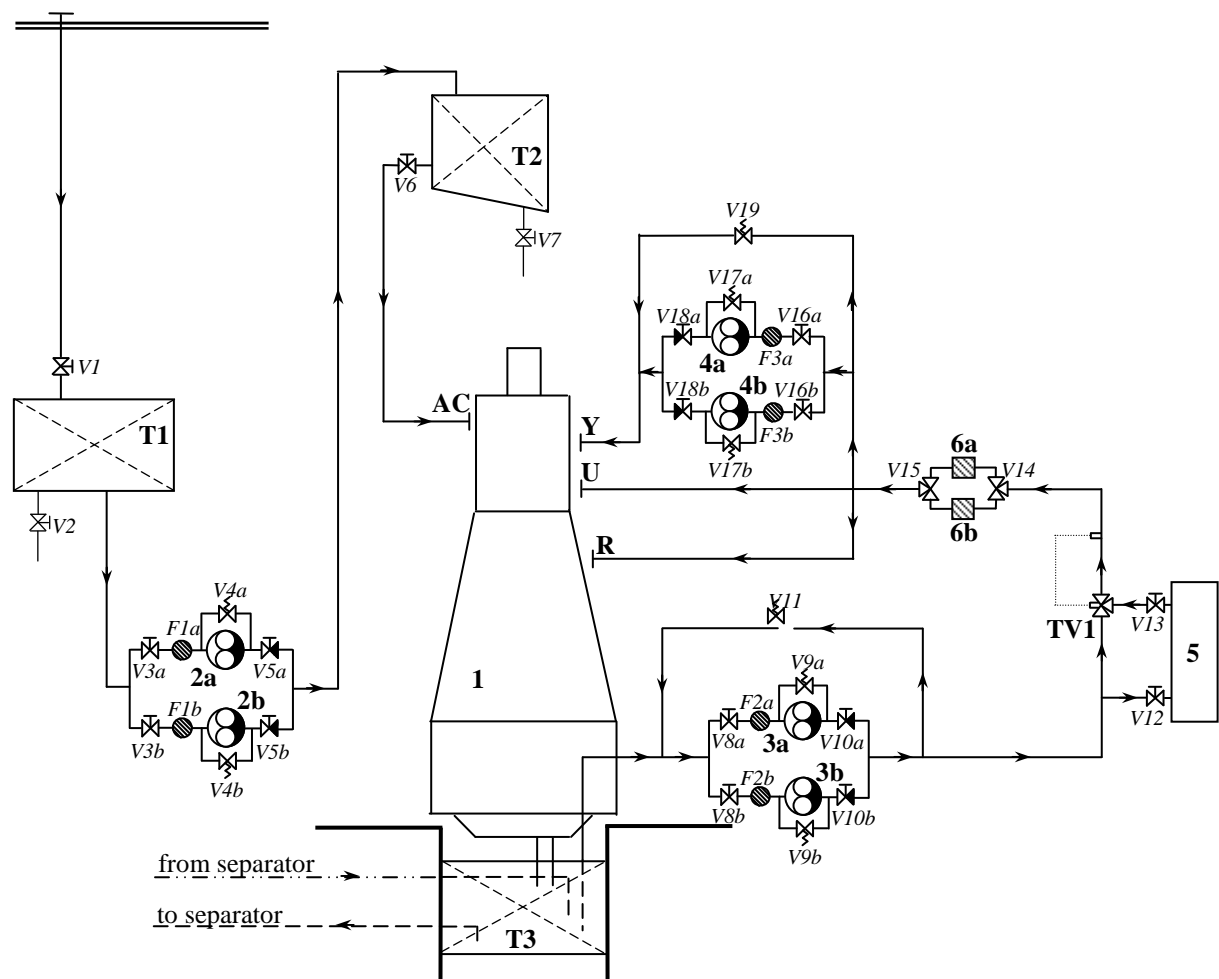 T2
V6
V7
V19
V17a
V18a
V16a
4a
F3a
V1
V18b
4b
V16b
AC
T1
Y
F3b
V17b
6a
V15
V14
U
V2
6b
R
V4a
V11
TV1
V13
F1a
5
V3a
2a
V5a
V9a
1
2b
F2a
V12
F1b
V8a
3a
V10a
V3b
V5b
3b
F2b
V4b
V8b
V10b
V9b
from separator
to separator
T3